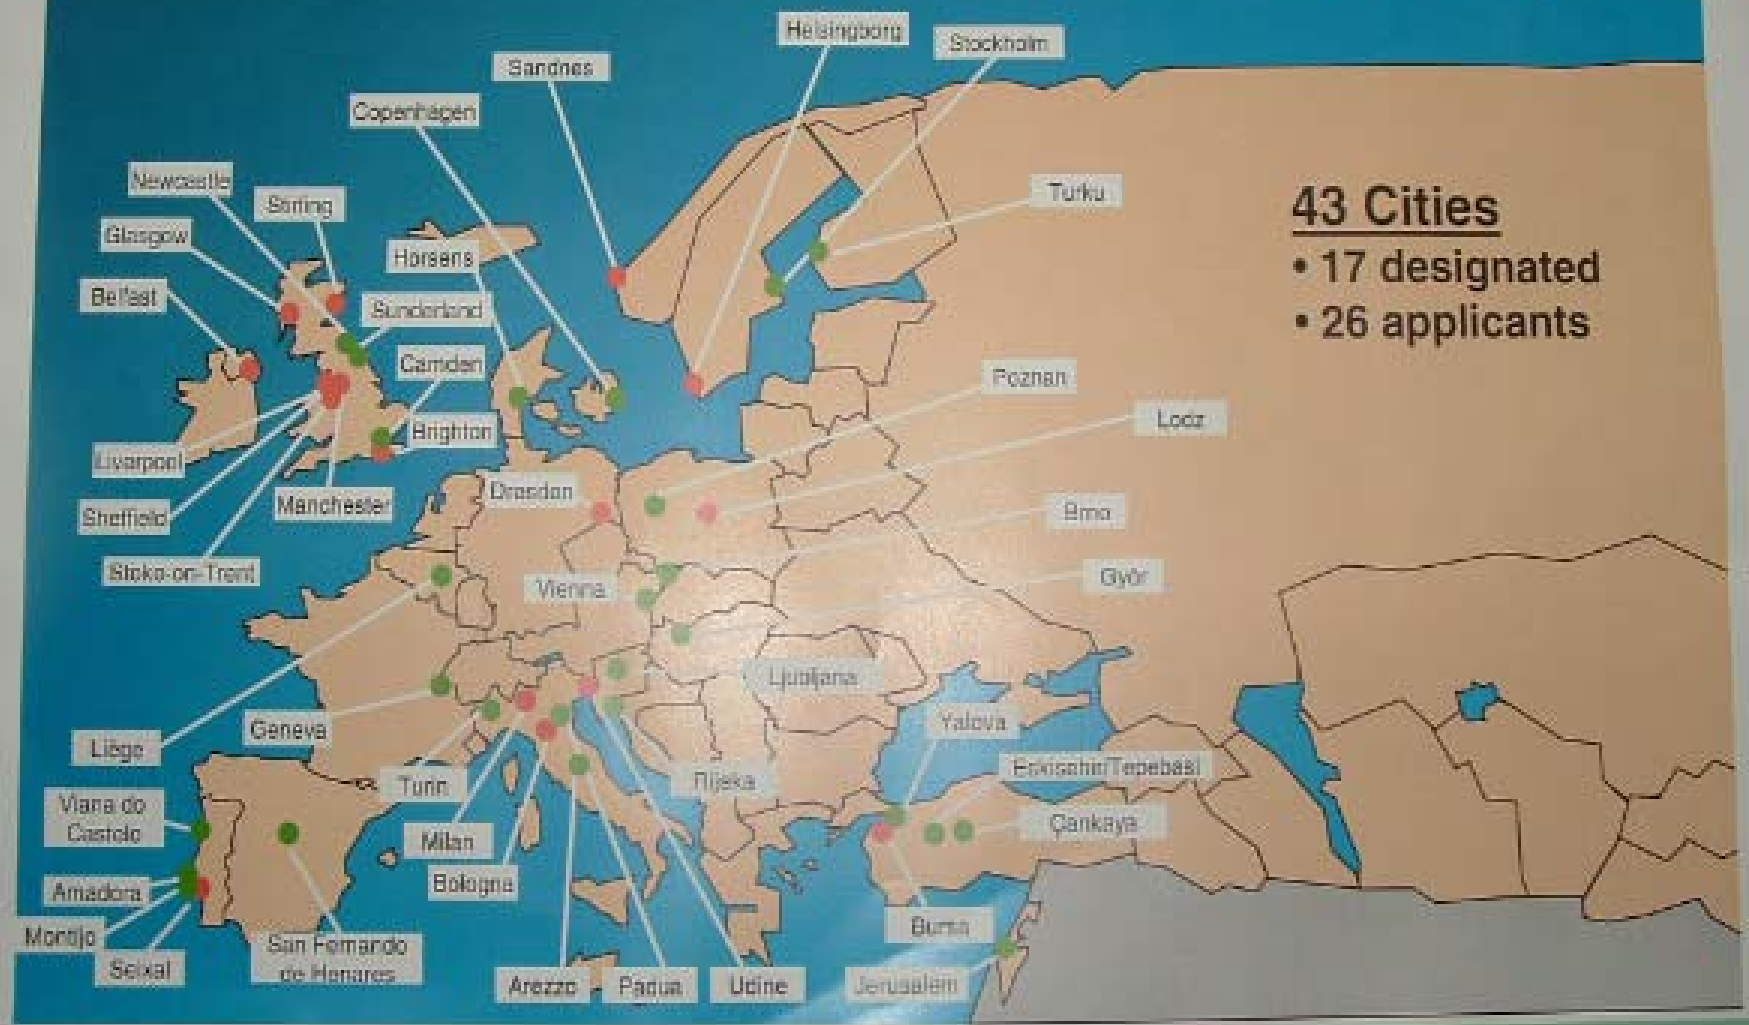 Helsingborg
Stockholm
Sandnes
Copenhagen
Newcastle
Stirling
Turku
43 Cities
• 17 designated
• 26 applicants
Glasgow
Horsens
Belfast
Sunderland
Camden
Poznan
Lodz
Brighton
Liverpool
Dresden
Manchester
Sheffield
Brno
Stoke-on-Trent
Vienna
Györ
Ljubljana
Geneva
Yalova
Liège
Eskisehir/Tepebasi
Turin
Rijeka
Viana do
Castelo
Çankaya
Milan
Bologna
Amadora
Bursa
Montijo
San Fernando
de Henares
Seixal
Arezzo
Padua
Udine
Jerusalem